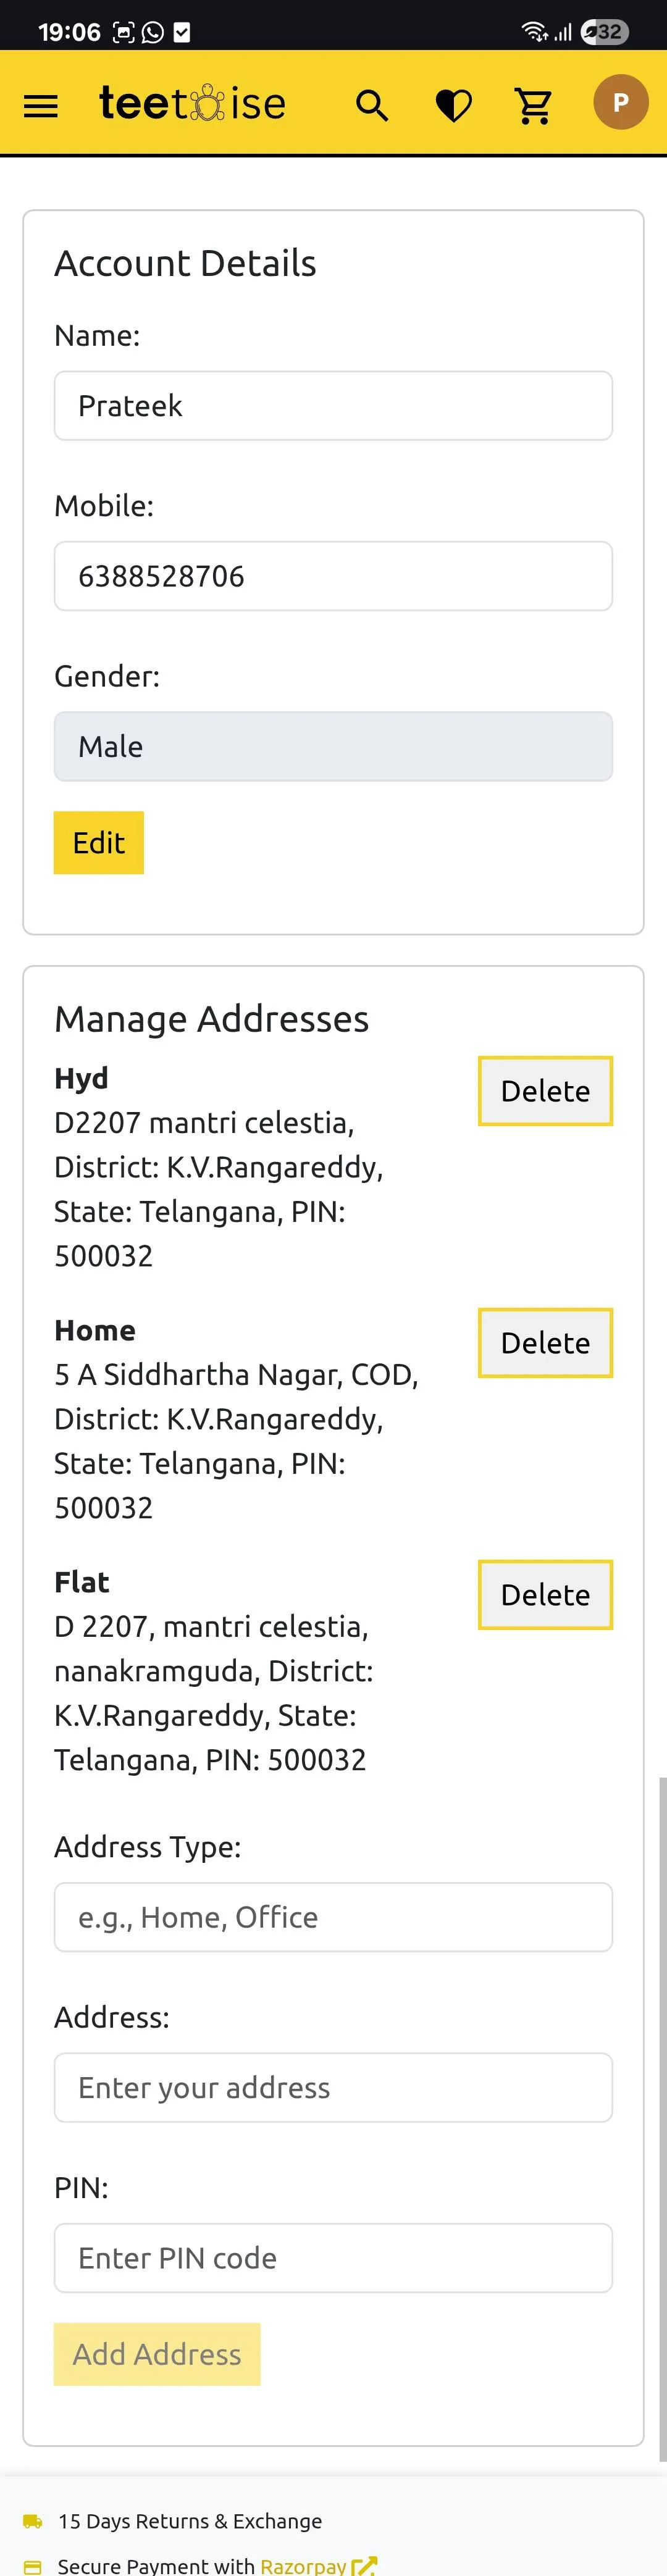 19:06
32
teetoise
P
Account Details
Name:
Prateek
Mobile:
6388528706
Gender:
Male
Edit
Manage Addresses
Hyd
Delete
D2207 mantri celestia,
District: K.V.Rangareddy,
State: Telangana, PIN:
500032
Home
Delete
5 A Siddhartha Nagar, COD,
District: K.V.Rangareddy,
State: Telangana, PIN:
500032
Flat
Delete
D 2207, mantri celestia,
nanakramguda, District:
K.V.Rangareddy, State:
Telangana, PIN: 500032
Address Type:
e.g., Home, Office
Address:
Enter your address
PIN:
Enter PIN code
Add Address
15 Days Returns & Exchange
Secure Payment with Razorpay